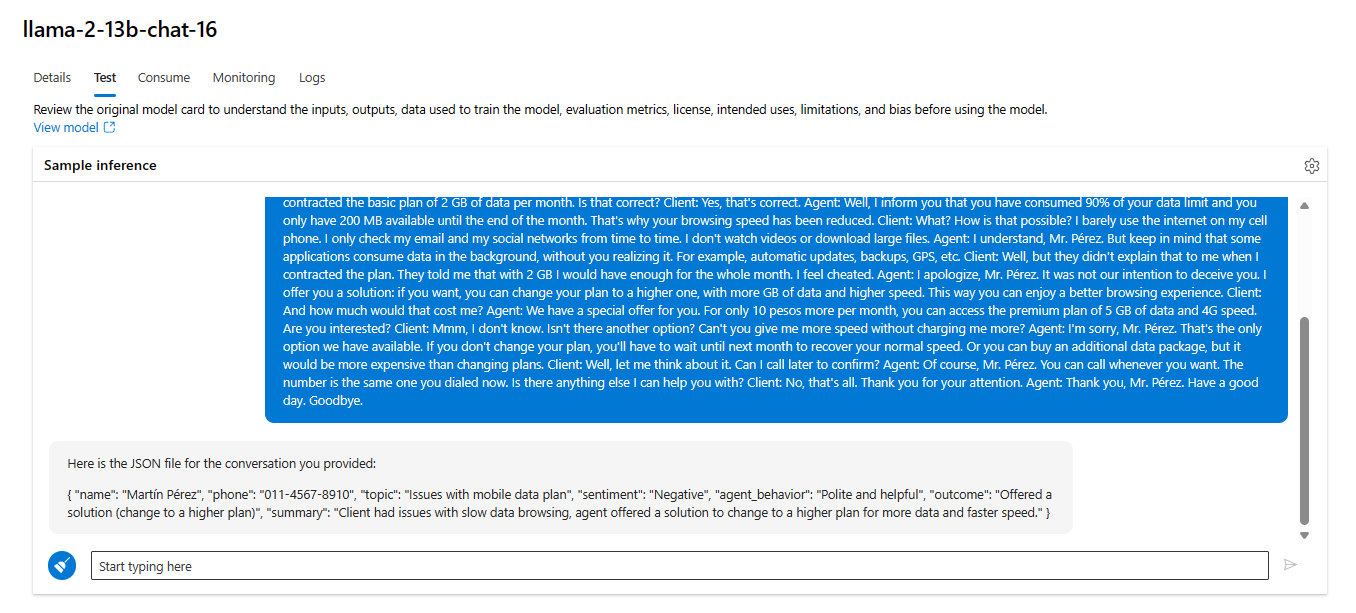 llama-2-13b-chat-16
Details Test Consume Monitoring Logs
Review the original model card to understand the inputs, outputs, data used to train the model, evaluation metrics, license, intended uses, limitations, and bias before using the model.
View model
Sample inference
contracted the basic plan of 2 GB of data per month. Is that correct? Client: Yes, that's correct. Agent: Well, I inform you that you have consumed 90% of your data limit and you
only have 200 MB available until the end of the month. That's why your browsing speed has been reduced. Client: What? How is that possible? I barely use the internet on my cell
phone. I only check my email and my social networks from time to time. I don't watch videos or download large files. Agent: I understand, Mr. Pérez. But keep in mind that some
applications consume data in the background, without you realizing it. For example, automatic updates, backups, GPS, etc. Client: Well, but they didn't explain that to me when I
contracted the plan. They told me that with 2 GB I would have enough for the whole month. I feel cheated. Agent: I apologize, Mr. Pérez. It was not our intention to deceive you. I
offer you a solution: if you want, you can change your plan to a higher one, with more GB of data and higher speed. This way you can enjoy a better browsing experience. Client:
And how much would that cost me? Agent: We have a special offer for you. For only 10 pesos more per month, you can access the premium plan of 5 GB of data and 4G speed.
Are you interested? Client: Mmm, I don't know. Isn't there another option? Can't you give me more speed without charging me more? Agent: I'm sorry, Mr. Pérez. That's the only
option we have available. If you don't change your plan, you'll have to wait until next month to recover your normal speed. Or you can buy an additional data package, but it
would be more expensive than changing plans. Client: Well, let me think about it. Can I call later to confirm? Agent: Of course, Mr. Pérez. You can call whenever you want. The
number is the same one you dialed now. Is there anything else I can help you with? Client: No, that's all. Thank you for your attention. Agent: Thank you, Mr. Pérez. Have a good
day. Goodbye.
Here is the JSON file for the conversation you provided:
{ "name": "Martín Pérez", "phone": "011-4567-8910", "topic": "Issues with mobile data plan", "sentiment": "Negative", "agent_behavior": "Polite and helpful", "outcome": "Offered a
solution (change to a higher plan)", "summary": "Client had issues with slow data browsing, agent offered a solution to change to a higher plan for more data and faster speed." }
Start typing here